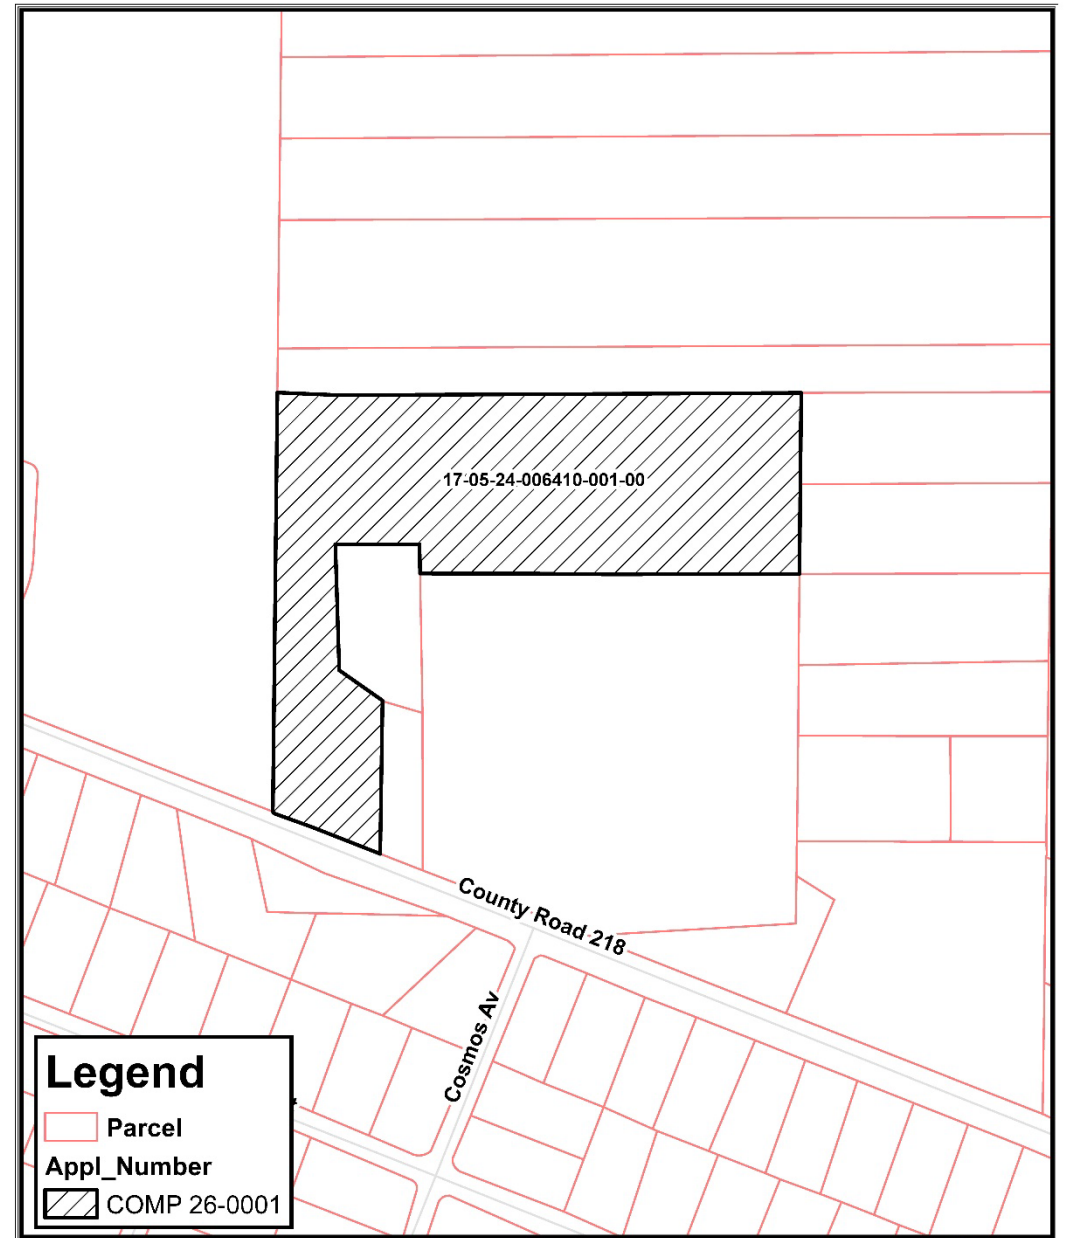 17-05-24-006410-001-00
County Road 218
Cosmos Av
Legend
Parcel
Appl_Number
COMP 26-0001